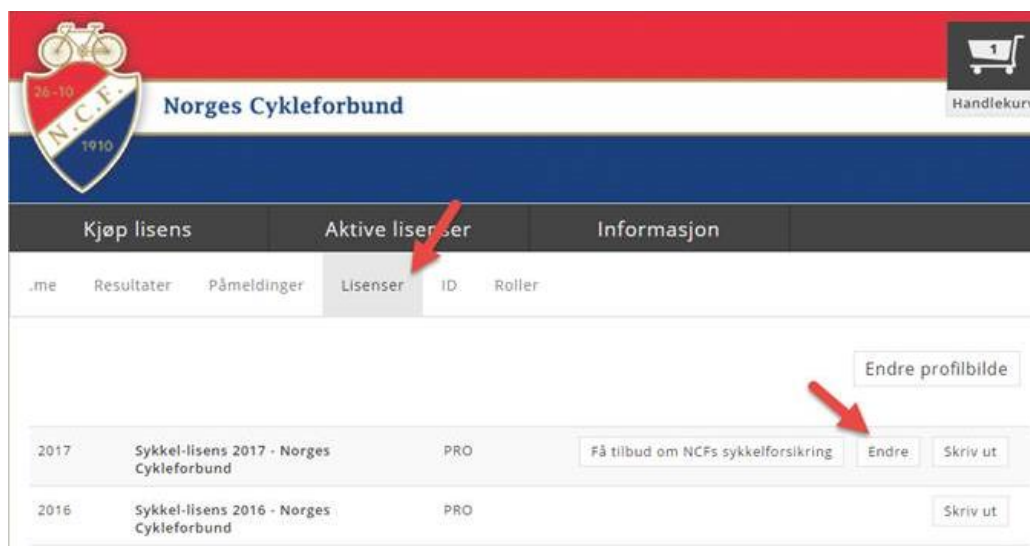 26-10
N.C.F.
1910
Norges Cykleforbund
1
Handlekurv
Kjøp lisens Aktive lisenser Informasjon
.me Resultater Påmeldinger Lisenser ID Roller
Endre profilbilde
2017 Sykkel-lisens 2017 - Norges PRO Få tilbud om NCFs sykkelforsikring Endre Skriv ut
Cykleforbund
2016 Sykkel-lisens 2016 - Norges PRO Skriv ut
Cykleforbund